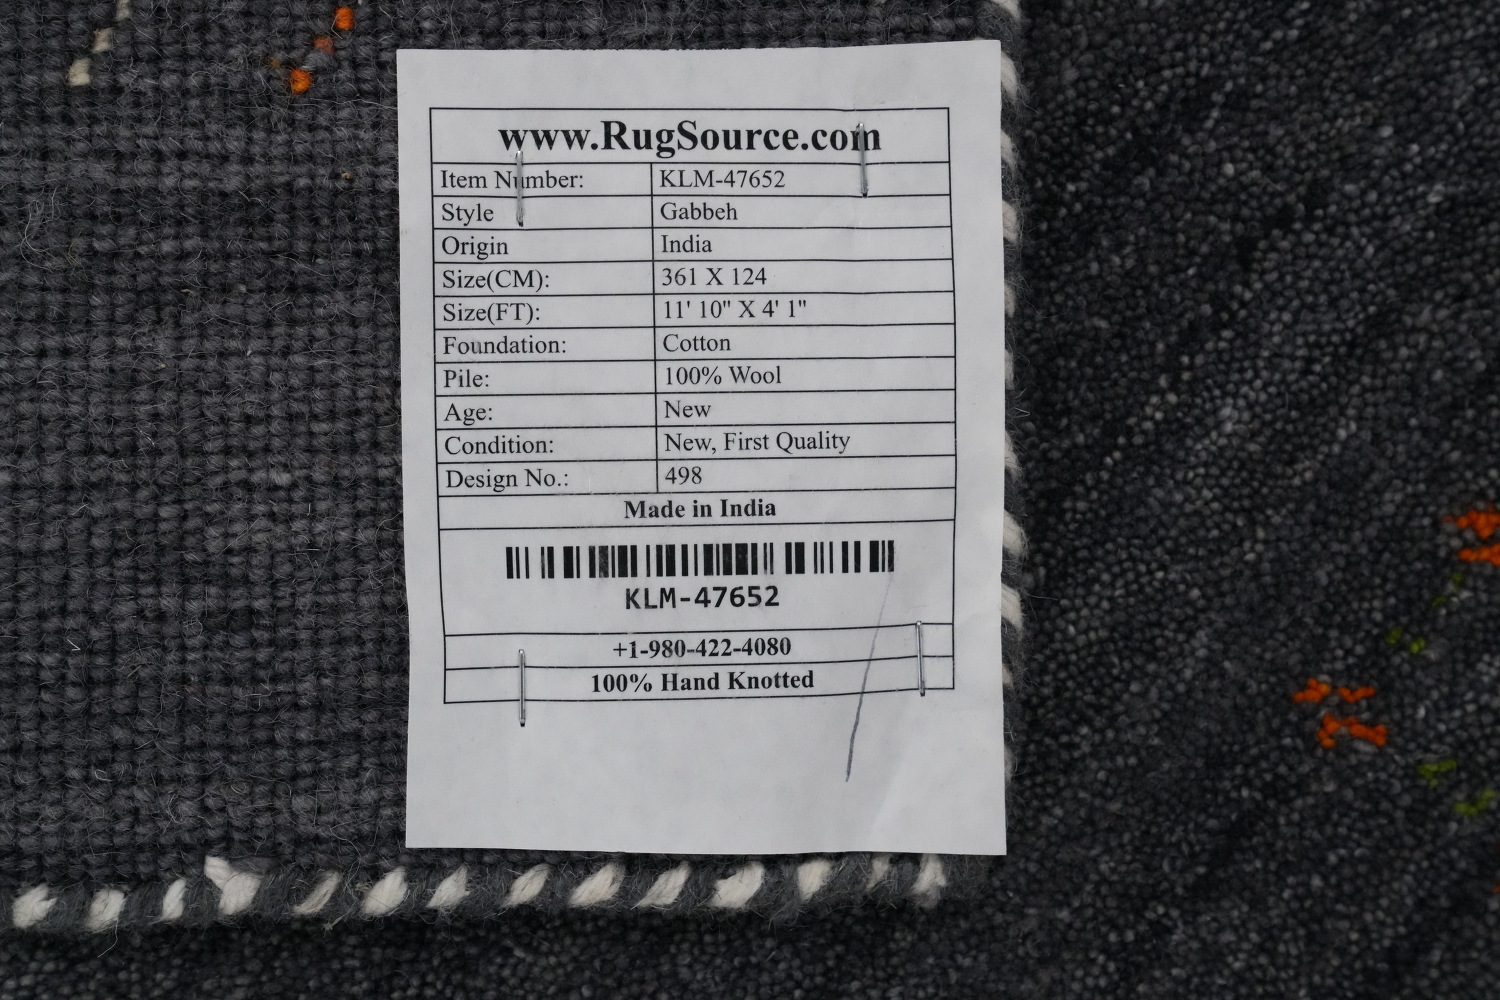 www.RugSource.com
Item Number: KLM-47652
Style Gabbeh
Origin India
Size(CM): 361 X 124
Size(FT): 11' 10" X 4' 1"
Foundation: Cotton
Pile: 100% Wool
Age: New
Condition: New, First Quality
Design No.: 498
Made in India
KLM-47652
+1-980-422-4080
100% Hand Knotted